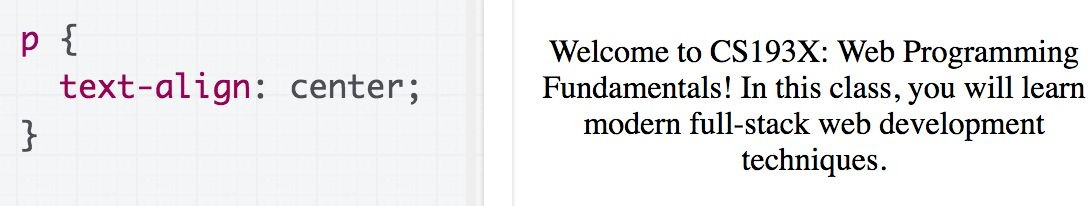 p {
  text-align: center;
}
Welcome to CS193X: Web Programming
Fundamentals! In this class, you will learn
modern full-stack web development
techniques.